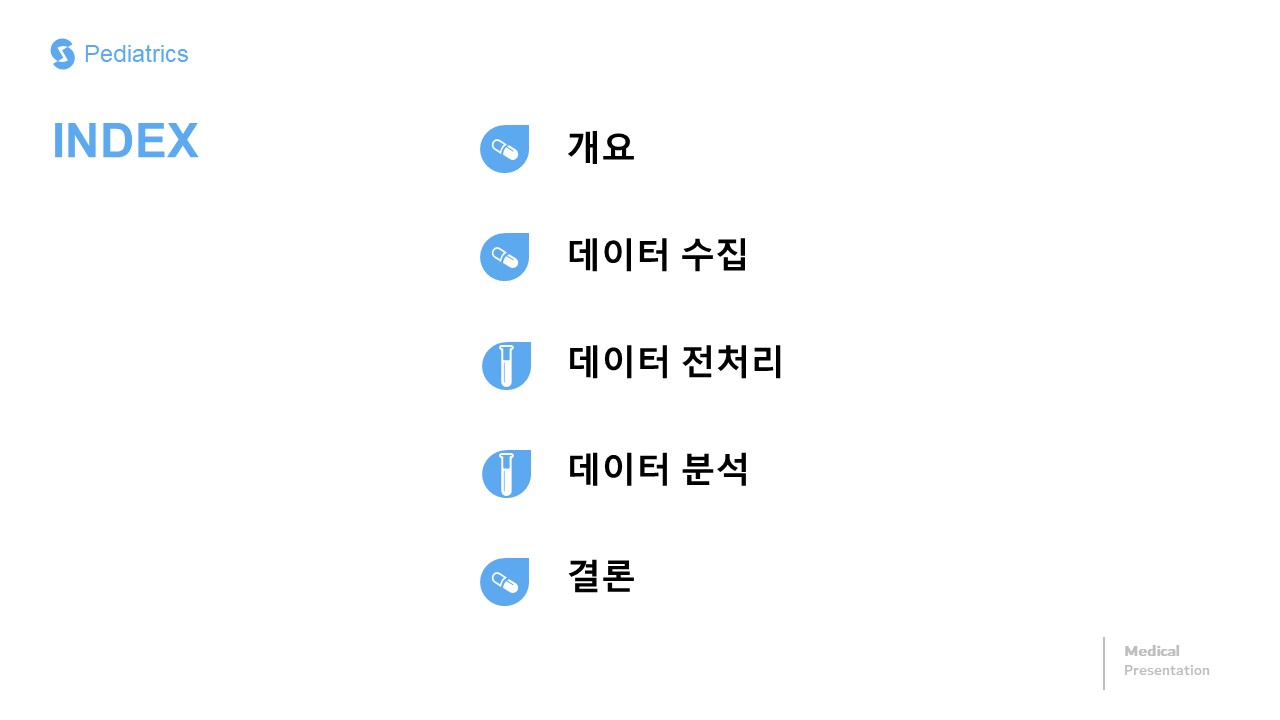 Pediatrics
INDEX
개요
데이터 수집
데이터 전처리
데이터 분석
결론
Medical
Presentation